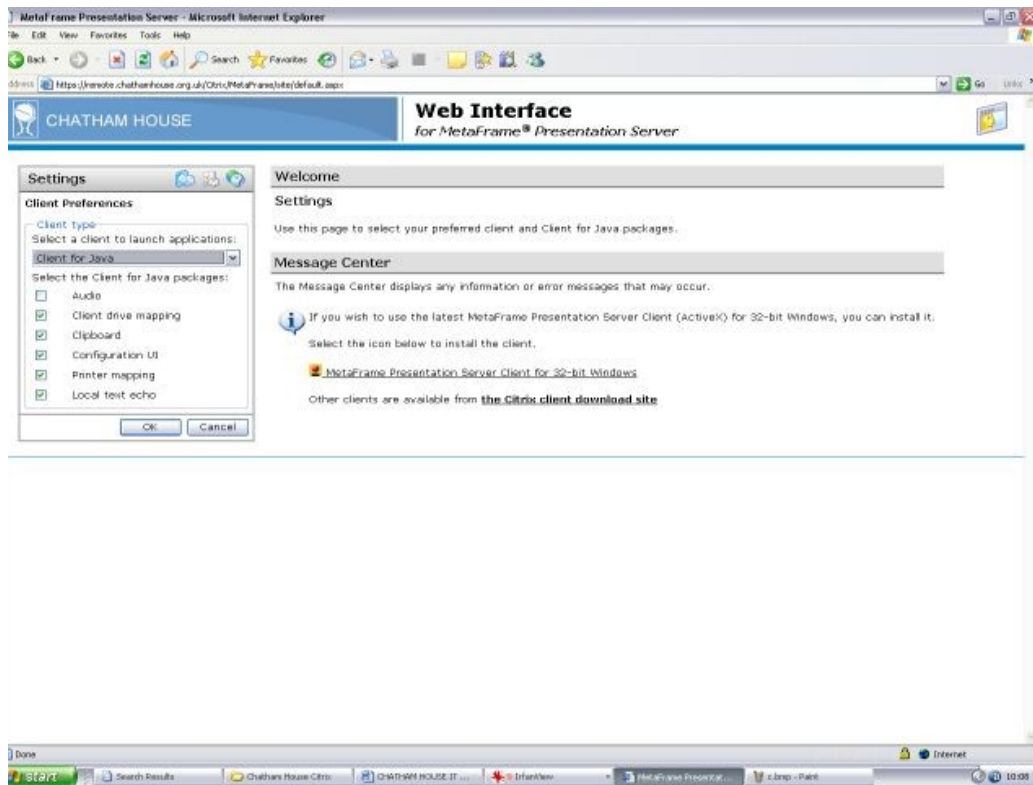 MetaFrame Presentation Server - Microsoft Internet Explorer
File Edit View Favorites Tools Help
Back Search Favorites
Address https://remote.chathamhouse.org.uk/Citrix/MetaFrame/site/default.aspx Go Links
CHATHAM HOUSE
Web Interface
for MetaFrame® Presentation Server
Settings
Client Preferences
Client type
Select a client to launch applications:
Client for Java
Select the Client for Java packages:
Audio
Client drive mapping
Clipboard
Configuration UI
Printer mapping
Local text echo
OK Cancel
Welcome
Settings
Use this page to select your preferred client and Client for Java packages.
Message Center
The Message Center displays any information or error messages that may occur.
If you wish to use the latest MetaFrame Presentation Server Client (ActiveX) for 32-bit Windows, you can install it.
Select the icon below to install the client.
MetaFrame Presentation Server Client for 32-bit Windows
Other clients are available from the Citrix client download site
Done Internet
start Search Results Chatham House Citrix CHATHAM HOUSE IT ... IrfanView MetaFrame Presentat... c.bmp - Paint 10:08